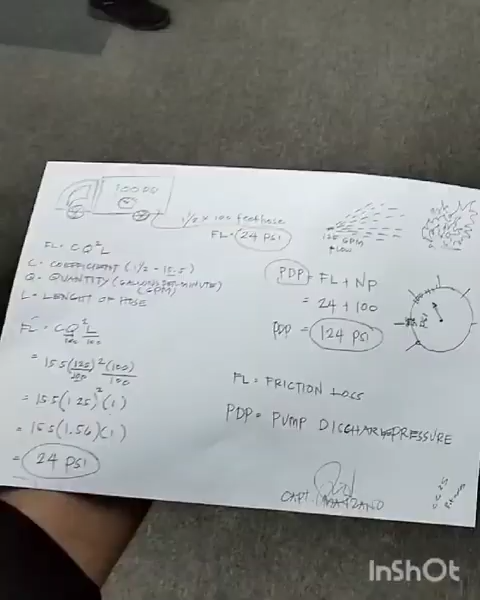 10000
1 1/2 x 100 feet hose
FL = 24 PSI
125 GPM
FLOW
FL = CQ²L
C = COEFFICIENT (1 1/2 - 15.5)
Q = QUANTITY (GALLONS PER MINUTE)
(GPM)
L = LENGHT OF HOSE
PDP = FL + NP
= 24 + 100
PDP = 124 PSI
FL = CQ²L
100 100
= 15.5 (125)² (100)
100 100
= 15.5 (1.25)² (1)
= 15.5 (1.56) (1)
= 24 PSI
FL = FRICTION LOSS
PDP = PUMP DISCHARGE PRESSURE
CAPT. MANZANO
InShOt